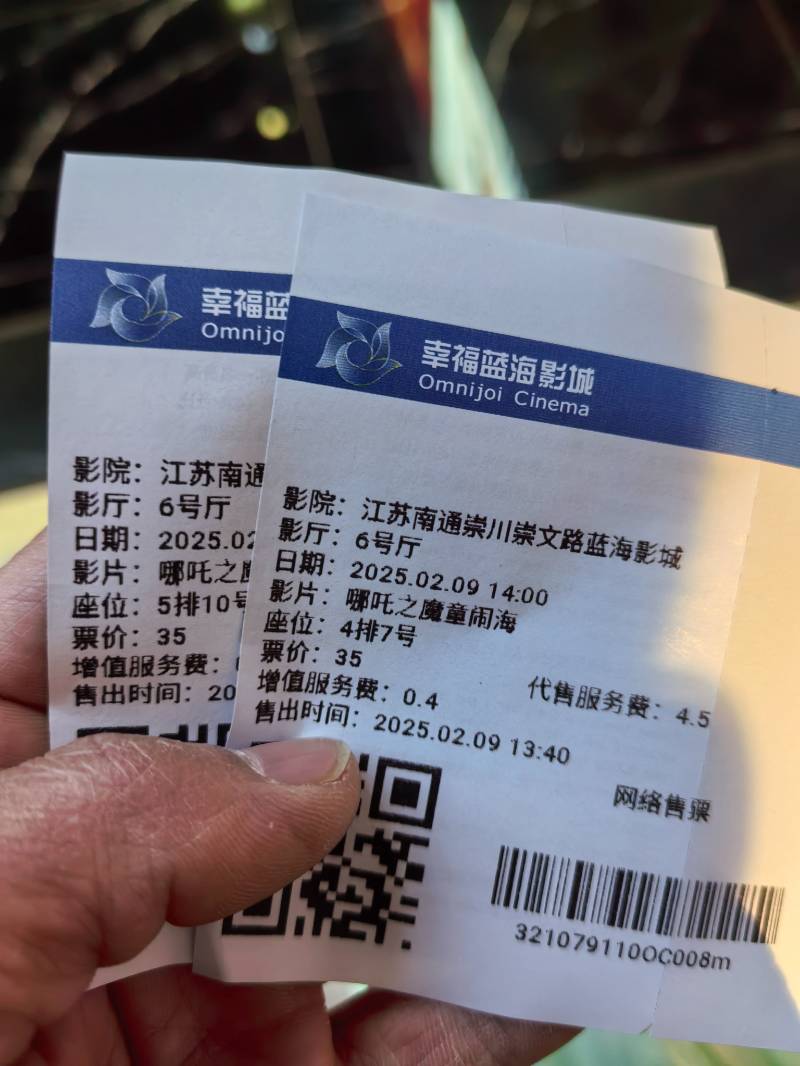 幸福蓝
Omnijo
影院：江苏南通
影厅：6号厅
日期：2025.02
影片：哪吒之魔
座位：5排10号
票价：35
增值服务费：
售出时间：20
幸福蓝海影城
Omnijoi Cinema
影院：江苏南通崇川崇文路蓝海影城
影厅：6号厅
日期：2025.02.09 14:00
影片：哪吒之魔童闹海
座位：4排7号
票价：35
增值服务费：0.4 代售服务费：4.5
售出时间：2025.02.09 13:40
网络售票
321079110OC008m